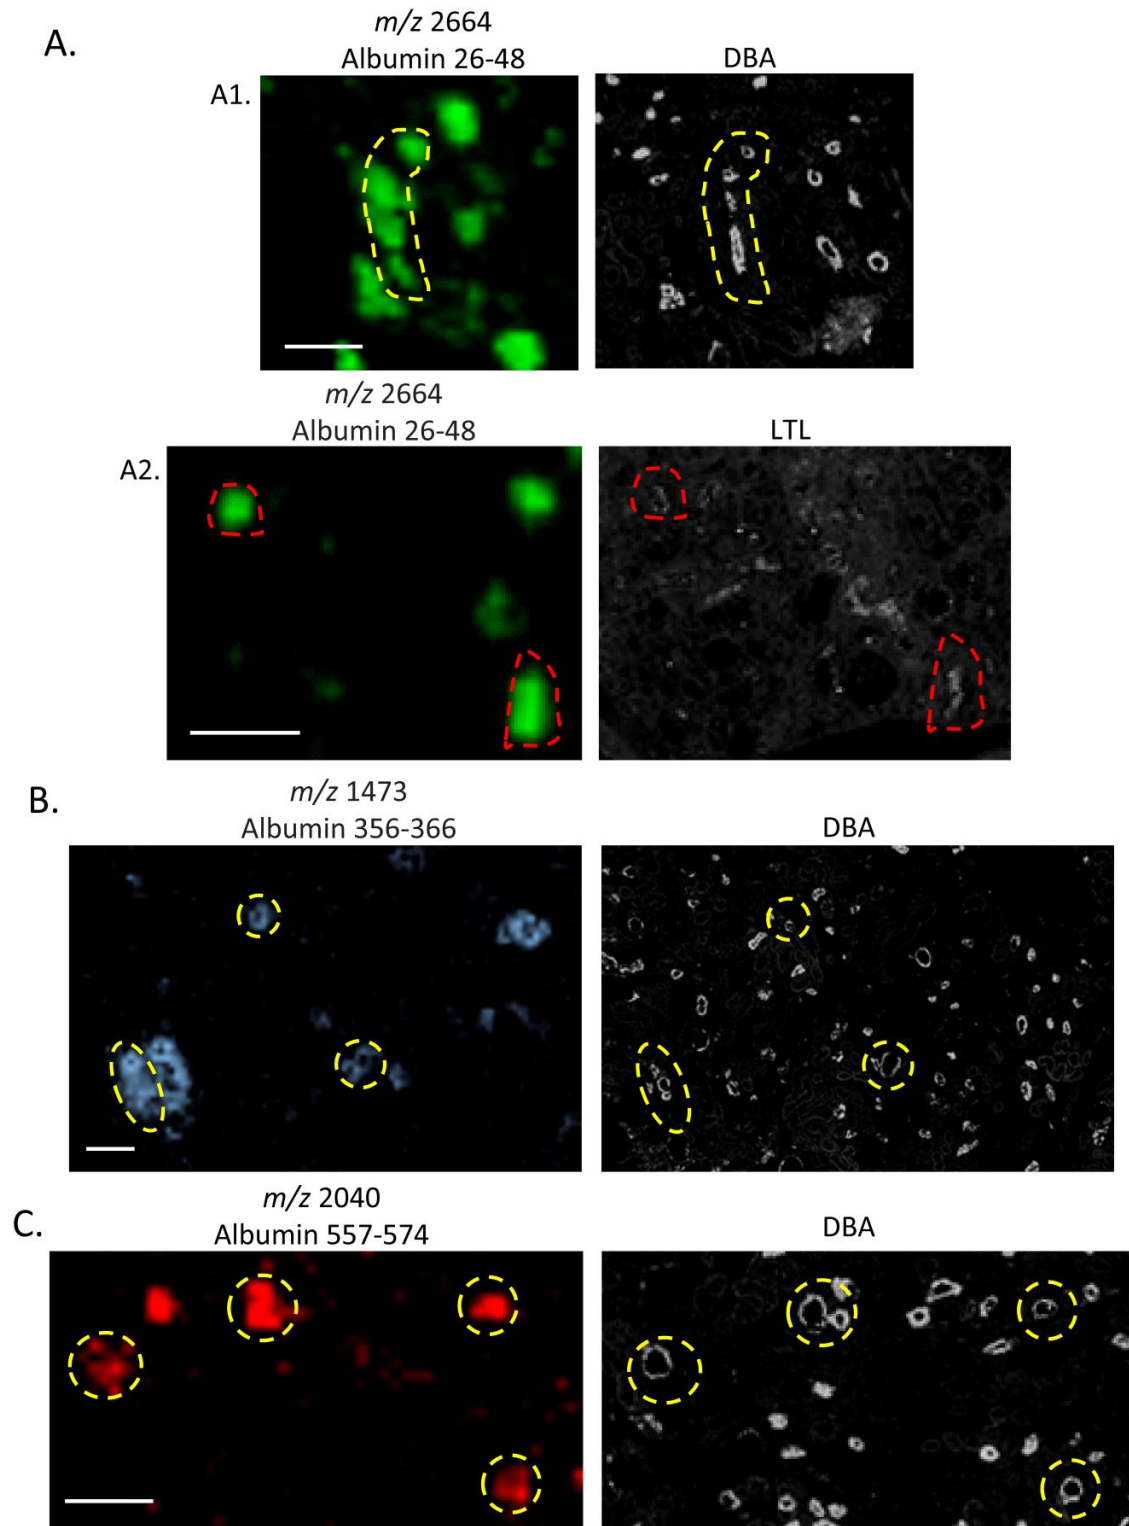 A.
m/z 2664
Albumin 26-48
DBA
A1.
m/z 2664
Albumin 26-48
LTL
A2.
B.
m/z 1473
Albumin 356-366
DBA
C.
m/z 2040
Albumin 557-574
DBA